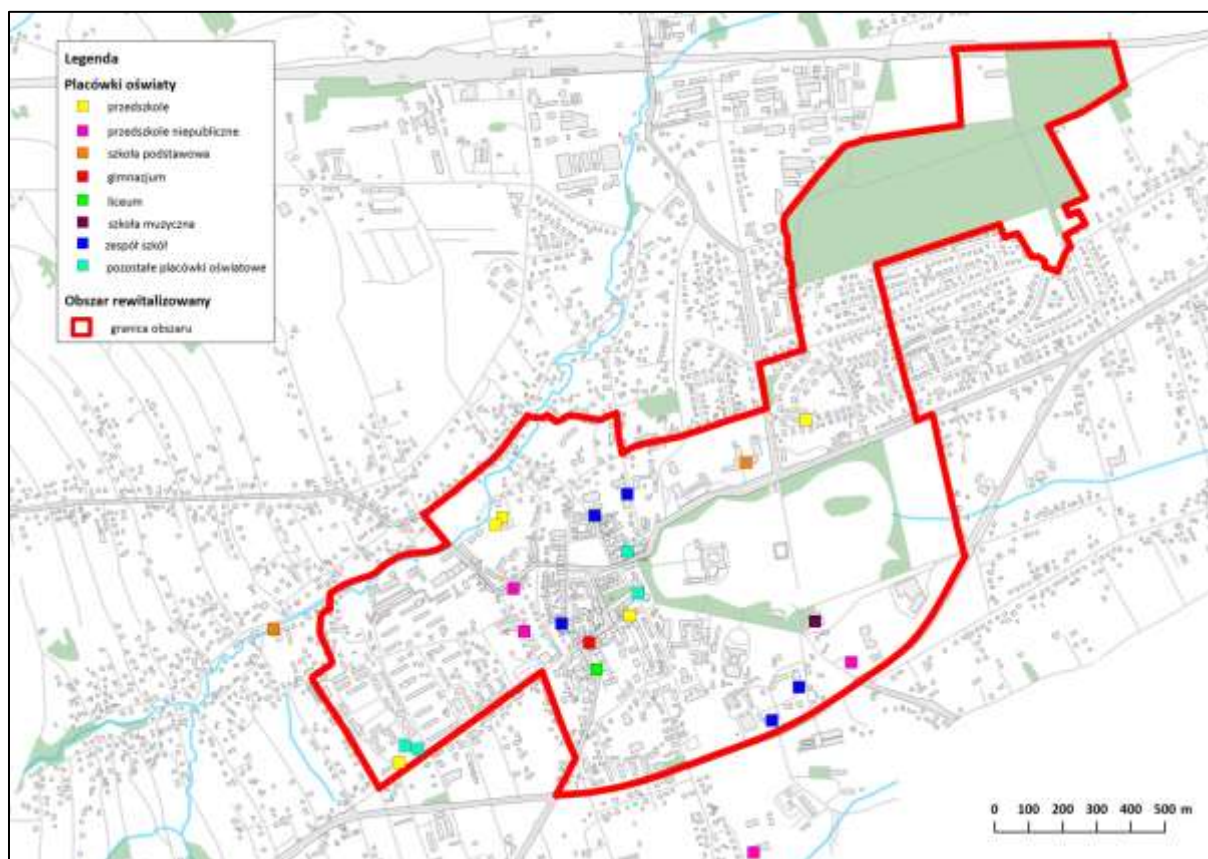 Legenda
Placówki oświaty
przedszkole
przedszkole niepubliczne
szkoła podstawowa
gimnazjum
liceum
szkoła muzyczna
zespół szkół
pozostałe placówki oświatowe
Obszar rewitalizowany
granica obszaru
0 100 200 300 400 500 m